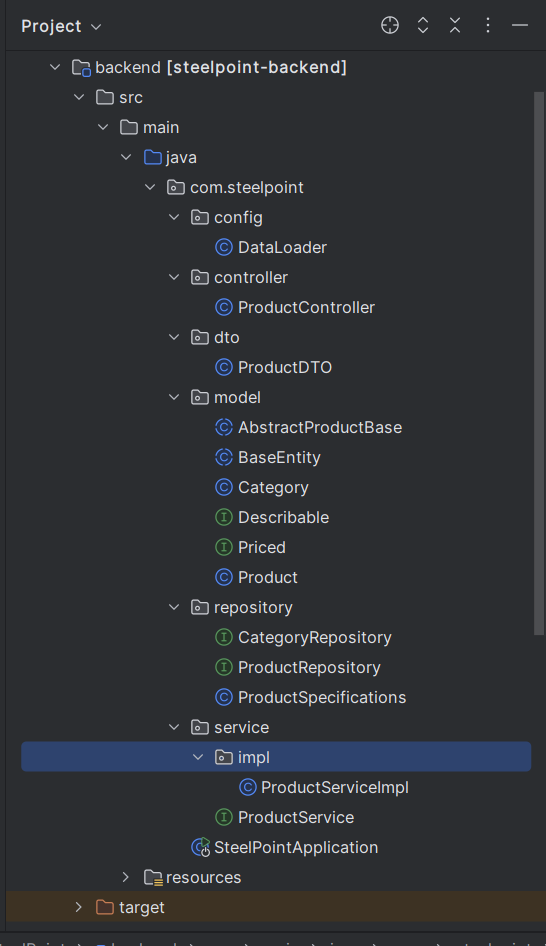 Project
backend [steelpoint-backend]
src
main
java
com.steelpoint
config
DataLoader
controller
ProductController
dto
ProductDTO
model
AbstractProductBase
BaseEntity
Category
Describable
Priced
Product
repository
CategoryRepository
ProductRepository
ProductSpecifications
service
impl
ProductServiceImpl
ProductService
SteelPointApplication
resources
target